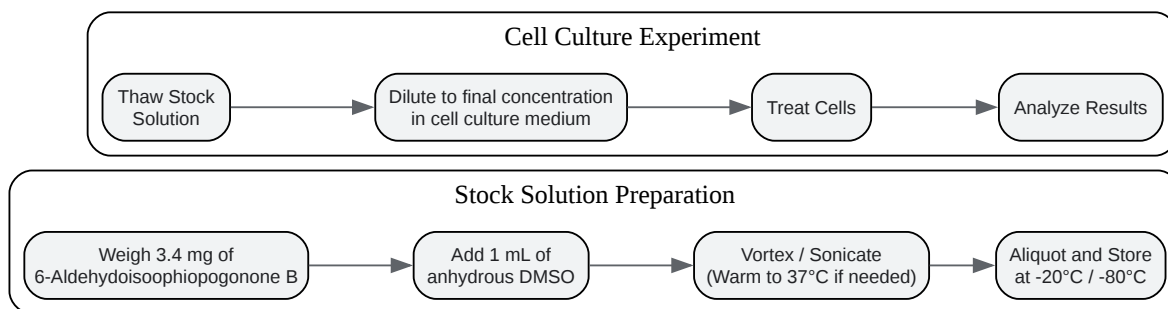 Cell Culture Experiment
Thaw Stock
Solution
Dilute to final concentration
in cell culture medium
Treat Cells
Analyze Results
Stock Solution Preparation
Weigh 3.4 mg of
6-Aldehydoisoophiopogonone B
Add 1 mL of
anhydrous DMSO
Vortex / Sonicate
(Warm to 37°C if needed)
Aliquot and Store
at -20°C / -80°C